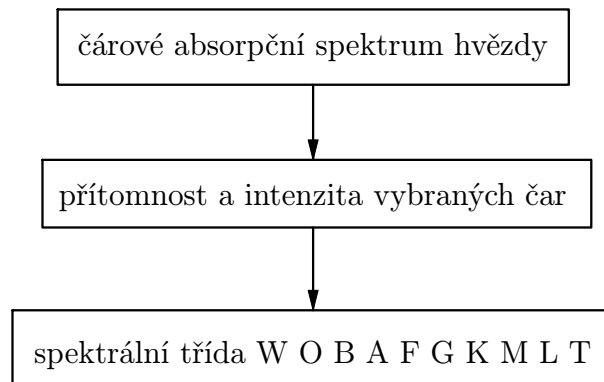 čárové absorpční spektrum hvězdy
přítomnost a intenzita vybraných čar
spektrální třída W O B A F G K M L T